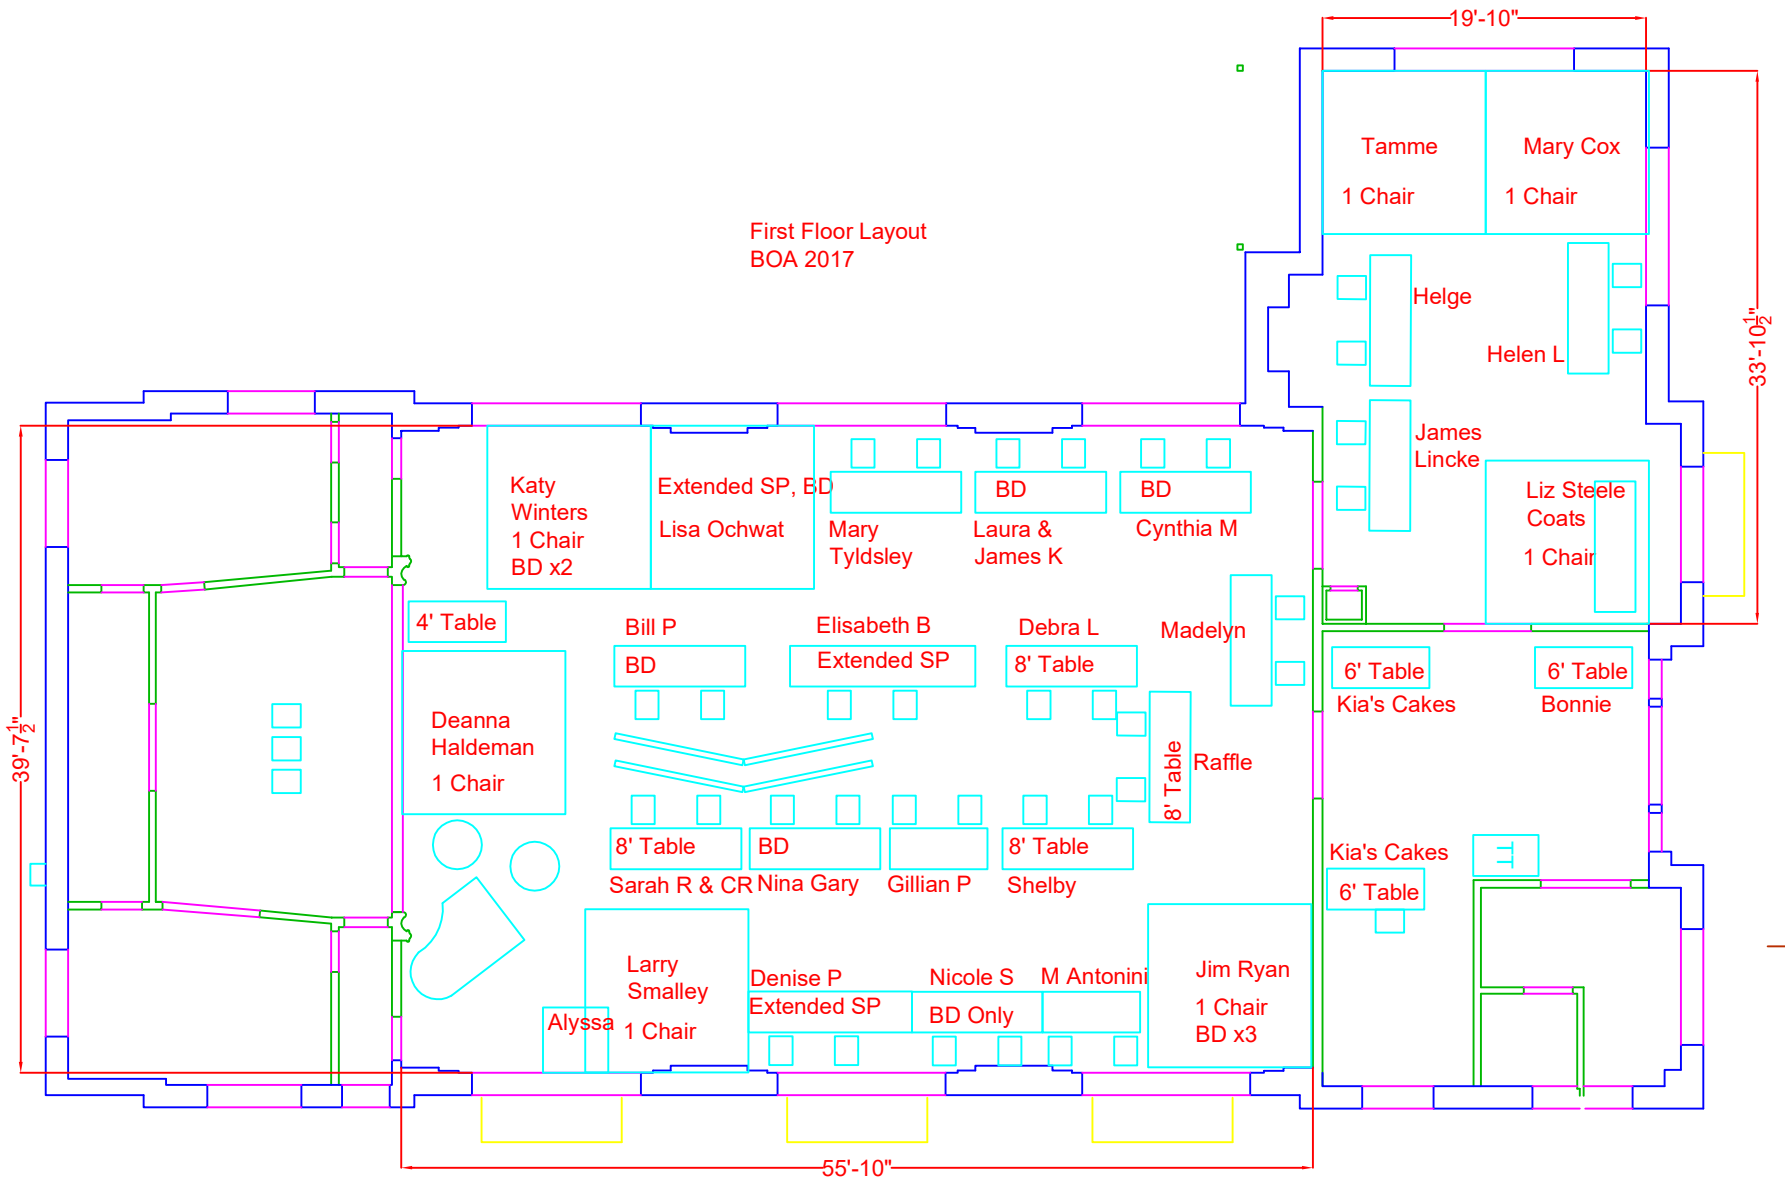 19'-10"
Tamme
1 Chair
Mary Cox
1 Chair
First Floor Layout
BOA 2017
Helge
Helen L
33'-10½"
James
Lincke
Liz Steele
Coats
1 Chair
Katy
Winters
1 Chair
BD x2
Extended SP, BD
Lisa Ochwat
Mary
Tyldsley
BD
Laura &
James K
BD
Cynthia M
4' Table
Bill P
BD
Elisabeth B
Extended SP
Debra L
8' Table
Madelyn
6' Table
Kia's Cakes
6' Table
Bonnie
39'-7½"
Deanna
Haldeman
1 Chair
8' Table
Raffle
8' Table
Sarah R & CR
BD
Nina Gary
Gillian P
8' Table
Shelby
Kia's Cakes
6' Table
Larry
Smalley
1 Chair
Alyssa
Denise P
Extended SP
Nicole S
BD Only
M Antonini
Jim Ryan
1 Chair
BD x3
55'-10"